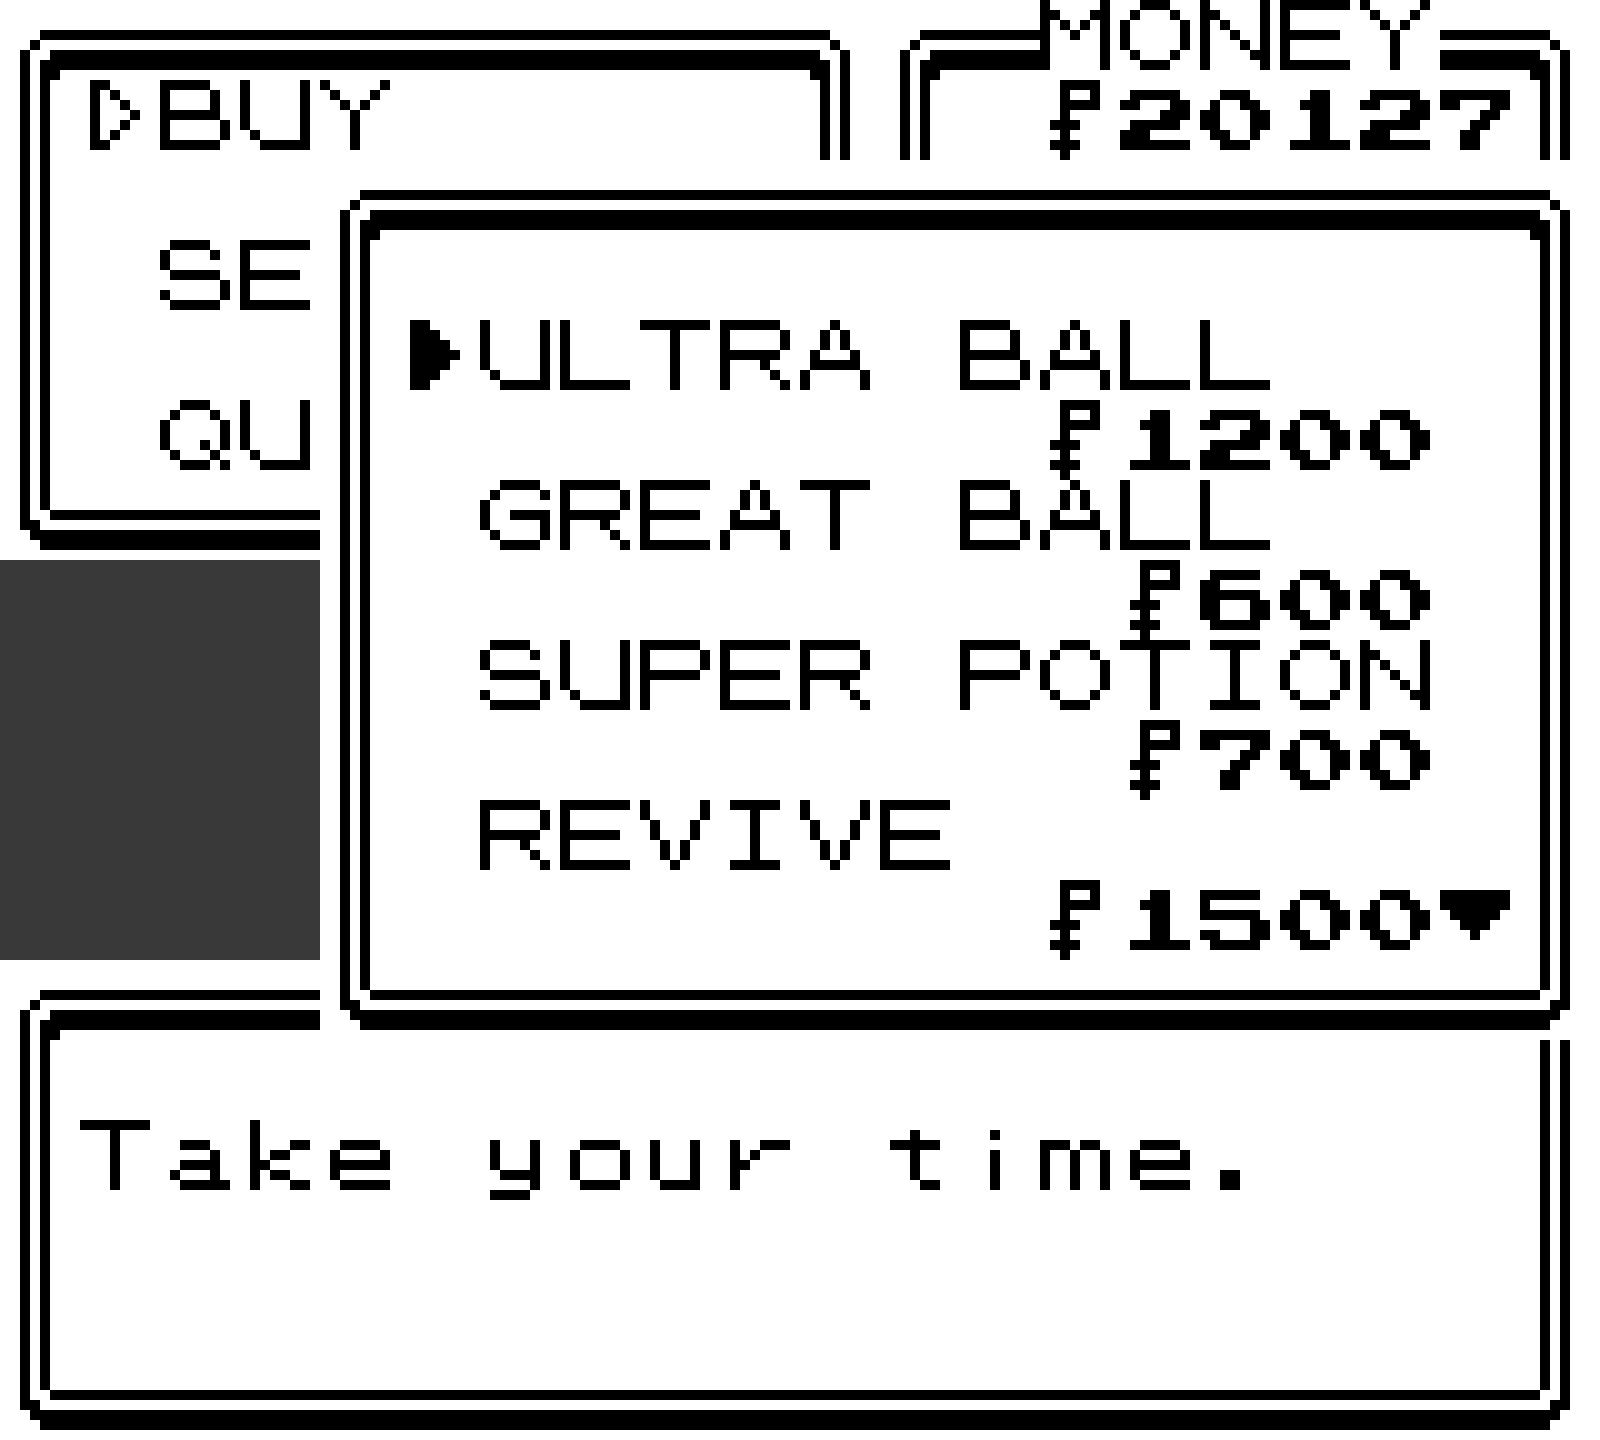 MONEY
▷BUY
₽20127
SE
▶ULTRA BALL
₽1200
QU
GREAT BALL
₽600
SUPER POTION
₽700
REVIVE
₽1500▼
Take your time.